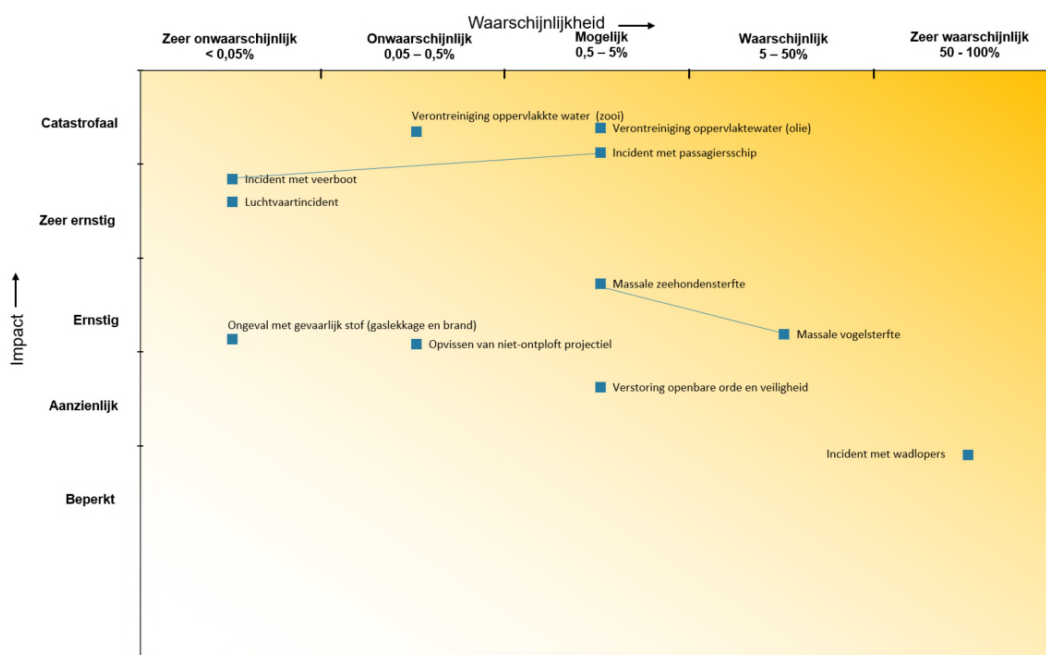 Waarschijnlijkheid
Zeer onwaarschijnlijk
< 0,05%
Onwaarschijnlijk
0,05 – 0,5%
Mogelijk
0,5 – 5%
Waarschijnlijk
5 – 50%
Zeer waarschijnlijk
50 - 100%
Impact
Catastrofaal
Verontreiniging oppervlakkte water (zooi)
Verontreiniging oppervlaktewater (olie)
Incident met passagiersschip
Incident met veerboot
Luchtvaartincident
Zeer ernstig
Massale zeehondensterfte
Ernstig
Ongeval met gevaarlijk stof (gaslekkage en brand)
Massale vogelsterfte
Opvissen van niet-ontploft projectiel
Verstoring openbare orde en veiligheid
Aanzienlijk
Incident met wadlopers
Beperkt